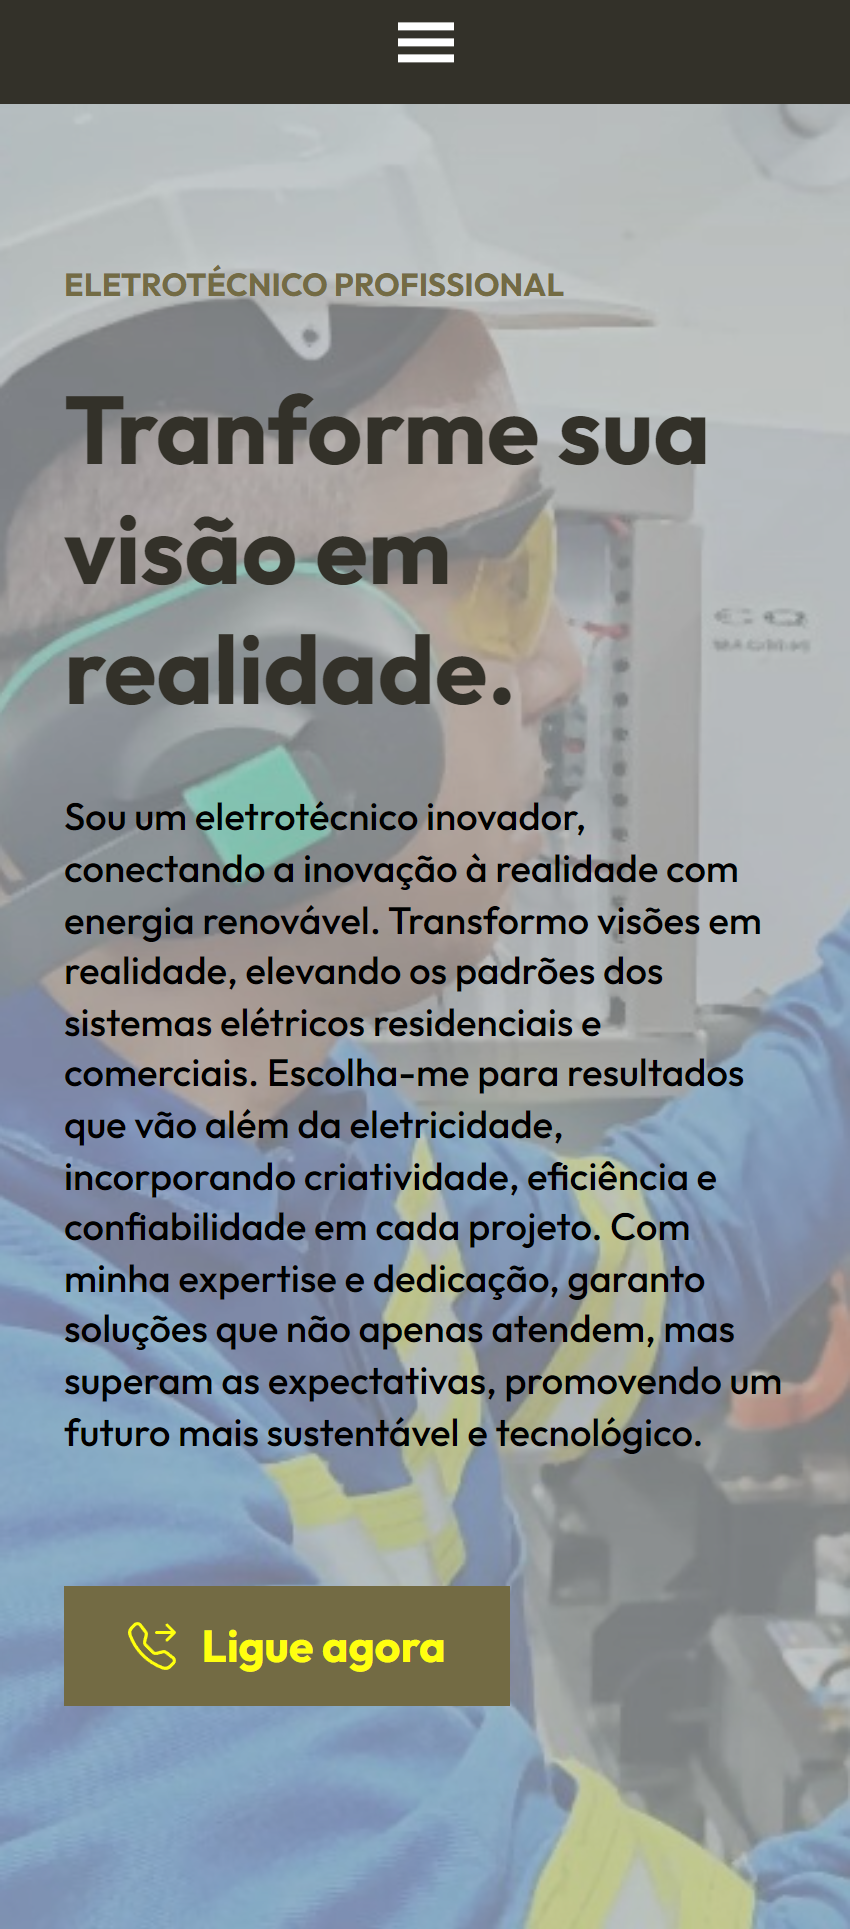 ELETROTÉCNICO PROFISSIONAL
Tranforme sua
visão em
realidade.
Sou um eletrotécnico inovador,
conectando a inovação à realidade com
energia renovável. Transformo visões em
realidade, elevando os padrões dos
sistemas elétricos residenciais e
comerciais. Escolha-me para resultados
que vão além da eletricidade,
incorporando criatividade, eficiência e
confiabilidade em cada projeto. Com
minha expertise e dedicação, garanto
soluções que não apenas atendem, mas
superam as expectativas, promovendo um
futuro mais sustentável e tecnológico.
Ligue agora